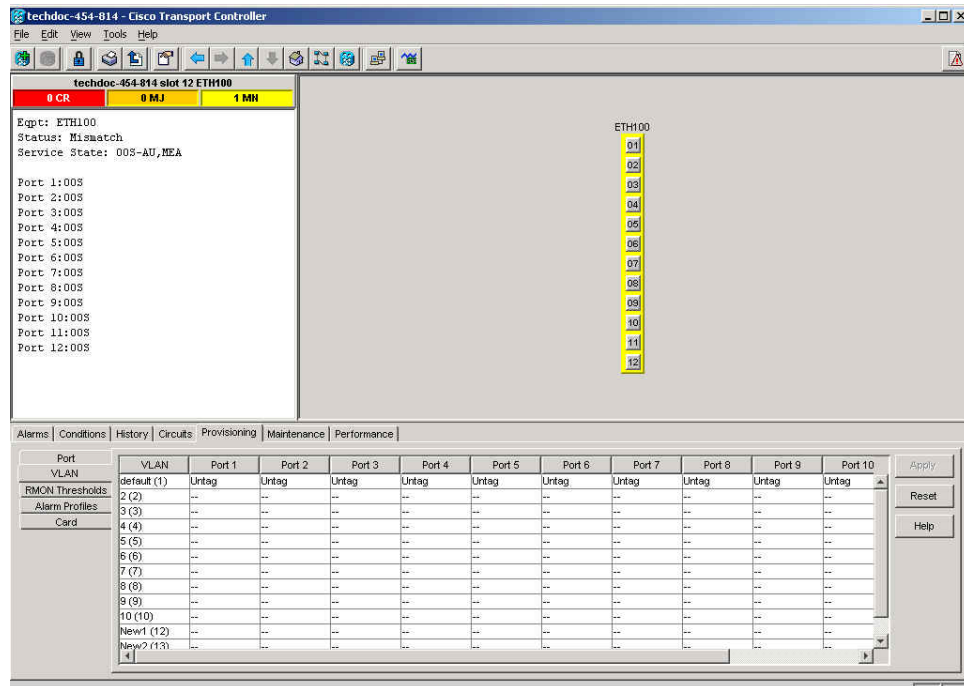 techdoc-454-814 - Cisco Transport Controller
File Edit View Tools Help
techdoc-454-814 slot 12 ETH100
0 CR 0 MJ 1 MN
Eqpt: ETH100
Status: Mismatch
Service State: OOS-AU,MEA
Port 1:OOS
Port 2:OOS
Port 3:OOS
Port 4:OOS
Port 5:OOS
Port 6:OOS
Port 7:OOS
Port 8:OOS
Port 9:OOS
Port 10:OOS
Port 11:OOS
Port 12:OOS
ETH100
01
02
03
04
05
06
07
08
09
10
11
12
Alarms Conditions History Circuits Provisioning Maintenance Performance
Port
VLAN
RMON Thresholds
Alarm Profiles
Card
VLAN Port 1 Port 2 Port 3 Port 4 Port 5 Port 6 Port 7 Port 8 Port 9 Port 10
default (1) Untag Untag Untag Untag Untag Untag Untag Untag Untag Untag
2 (2) -- -- -- -- -- -- -- -- -- --
3 (3) -- -- -- -- -- -- -- -- -- --
4 (4) -- -- -- -- -- -- -- -- -- --
5 (5) -- -- -- -- -- -- -- -- -- --
6 (6) -- -- -- -- -- -- -- -- -- --
7 (7) -- -- -- -- -- -- -- -- -- --
8 (8) -- -- -- -- -- -- -- -- -- --
9 (9) -- -- -- -- -- -- -- -- -- --
10 (10) -- -- -- -- -- -- -- -- -- --
New1 (12) -- -- -- -- -- -- -- -- -- --
New2 (13) -- -- -- -- -- -- -- -- -- --
Apply
Reset
Help